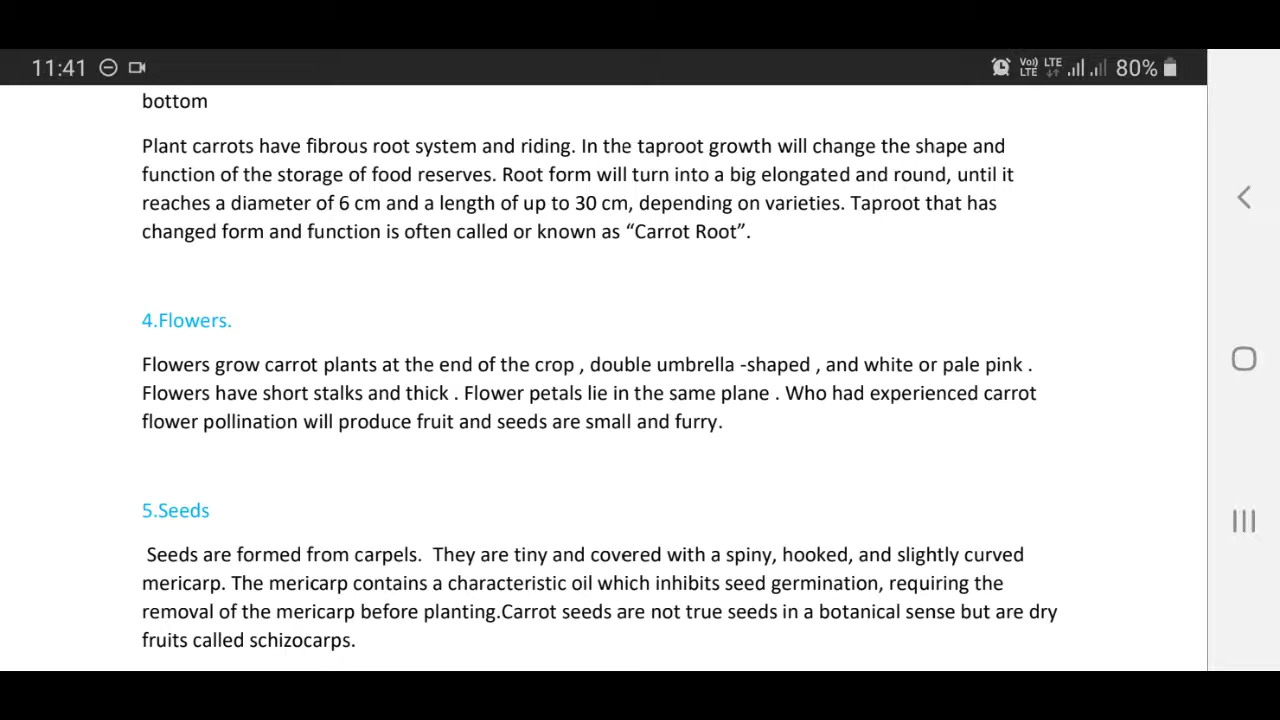 11:41 Vo) LTE LTE 80%
bottom
Plant carrots have fibrous root system and riding. In the taproot growth will change the shape and
function of the storage of food reserves. Root form will turn into a big elongated and round, until it
reaches a diameter of 6 cm and a length of up to 30 cm, depending on varieties. Taproot that has
changed form and function is often called or known as “Carrot Root”.
4.Flowers.
Flowers grow carrot plants at the end of the crop , double umbrella -shaped , and white or pale pink .
Flowers have short stalks and thick . Flower petals lie in the same plane . Who had experienced carrot
flower pollination will produce fruit and seeds are small and furry.
5.Seeds
Seeds are formed from carpels.  They are tiny and covered with a spiny, hooked, and slightly curved
mericarp. The mericarp contains a characteristic oil which inhibits seed germination, requiring the
removal of the mericarp before planting.Carrot seeds are not true seeds in a botanical sense but are dry
fruits called schizocarps.